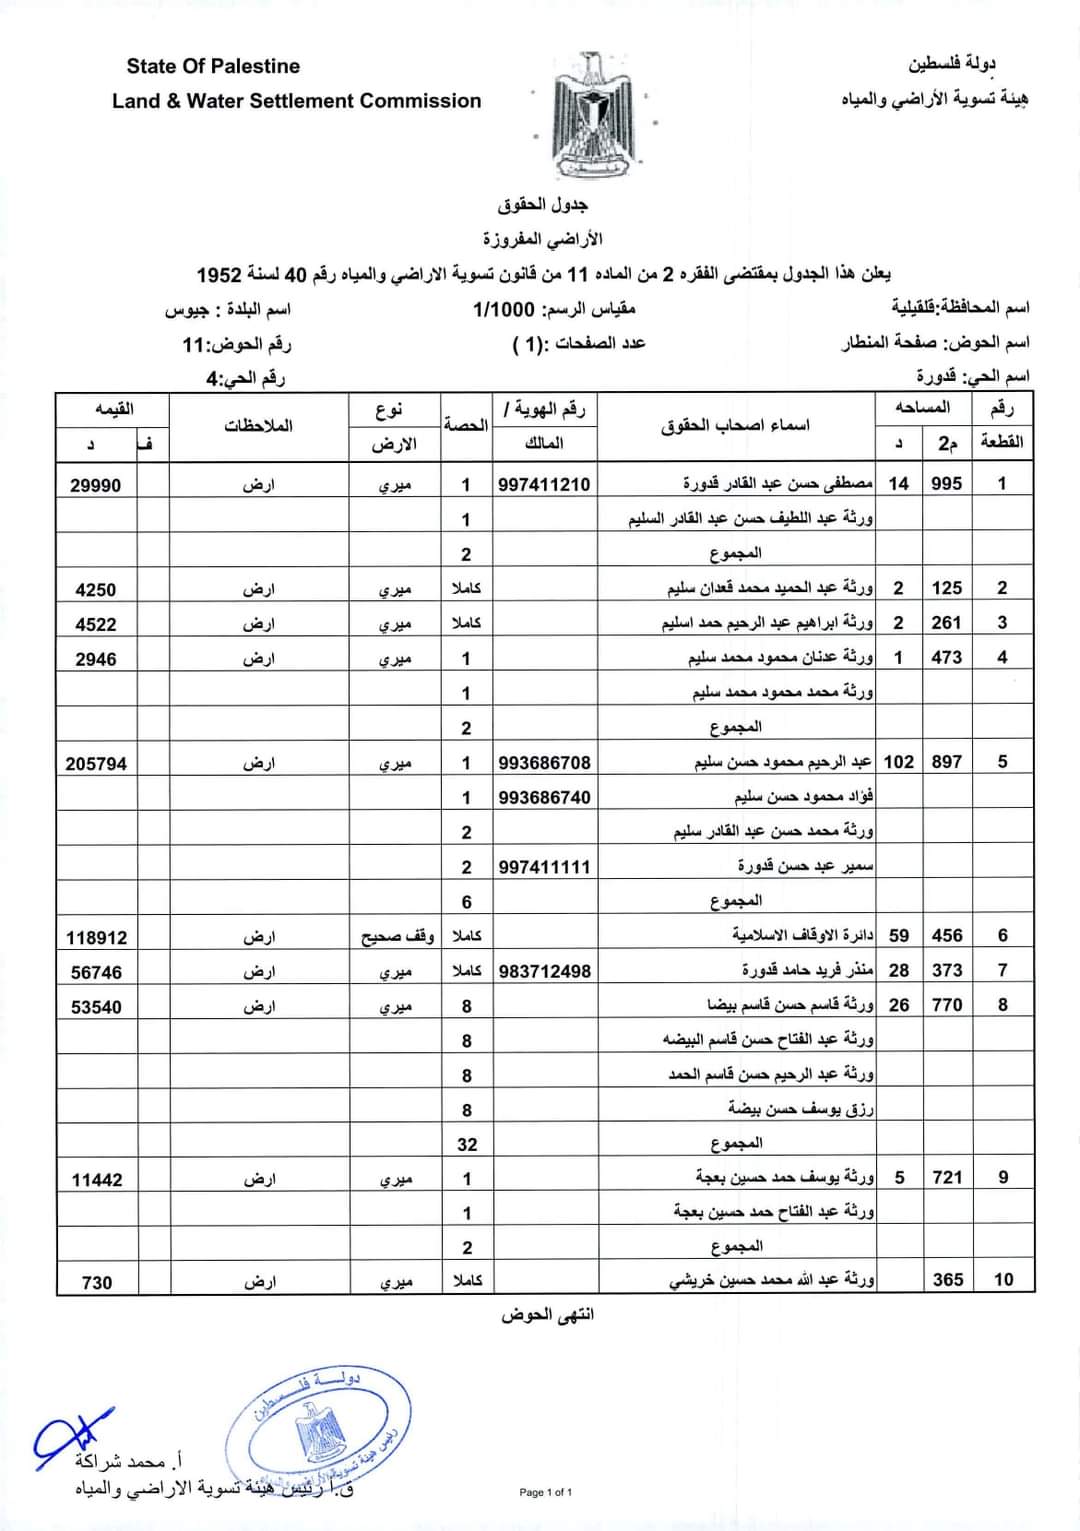 State Of Palestine
دولة فلسطين
Land & Water Settlement Commission
هيئة تسوية الأراضي والمياه
فلسطين
جدول الحقوق
الأراضي المفروزة
يعلن هذا الجدول بمقتضى الفقره 2 من الماده 11 من قانون تسوية الاراضي والمياه رقم 40 لسنة 1952
اسم المحافظة:قلقيلية مقياس الرسم: 1/1000 اسم البلدة : جيوس
اسم الحوض: صفحة المنطار عدد الصفحات :(1 ) رقم الحوض:11
اسم الحي: قدورة رقم الحي:4
رقم القطعة المساحه م2 د اسماء اصحاب الحقوق رقم الهوية / المالك الحصة نوع الارض الملاحظات القيمه ف د
1 995 14 مصطفى حسن عبد القادر قدورة 997411210 1 ميري ارض 29990
ورثة عبد اللطيف حسن عبد القادر السليم 1
المجموع 2
2 125 2 ورثة عبد الحميد محمد قعدان سليم كاملا ميري ارض 4250
3 261 2 ورثة ابراهيم عبد الرحيم حمد اسليم كاملا ميري ارض 4522
4 473 1 ورثة عدنان محمود محمد سليم 1 ميري ارض 2946
ورثة محمد محمود محمد سليم 1
المجموع 2
5 897 102 عبد الرحيم محمود حسن سليم 993686708 1 ميري ارض 205794
فؤاد محمود حسن سليم 993686740 1
ورثة محمد حسن عبد القادر سليم 2
سمير عبد حسن قدورة 997411111 2
المجموع 6
6 456 59 دائرة الاوقاف الاسلامية كاملا وقف صحيح ارض 118912
7 373 28 منذر فريد حامد قدورة 983712498 كاملا ميري ارض 56746
8 770 26 ورثة قاسم حسن قاسم بيضا 8 ميري ارض 53540
ورثة عبد الفتاح حسن قاسم البيضه 8
ورثة عبد الرحيم حسن قاسم الحمد 8
رزق يوسف حسن بيضة 8
المجموع 32
9 721 5 ورثة يوسف حمد حسين بعجة 1 ميري ارض 11442
ورثة عبد الفتاح حمد حسين بعجة 1
المجموع 2
10 365 ورثة عبد الله محمد حسين خريشي كاملا ميري ارض 730
انتهى الحوض
دولة فلسطين
رئيس هيئة تسوية الأراضي والمياه
أ. محمد شراكة
ق.أ رئيس هيئة تسوية الاراضي والمياه
Page 1 of 1